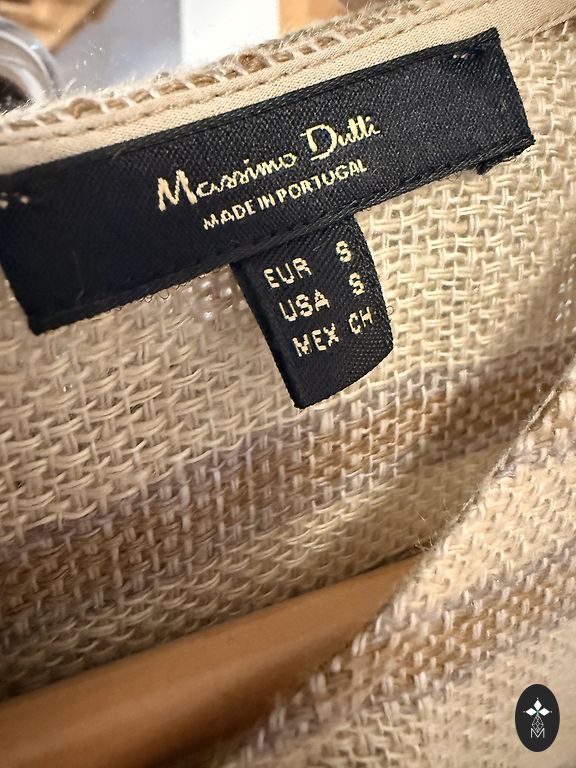 Massimo Dutti
MADE IN PORTUGAL
EUR S
USA S
MEX CH
M